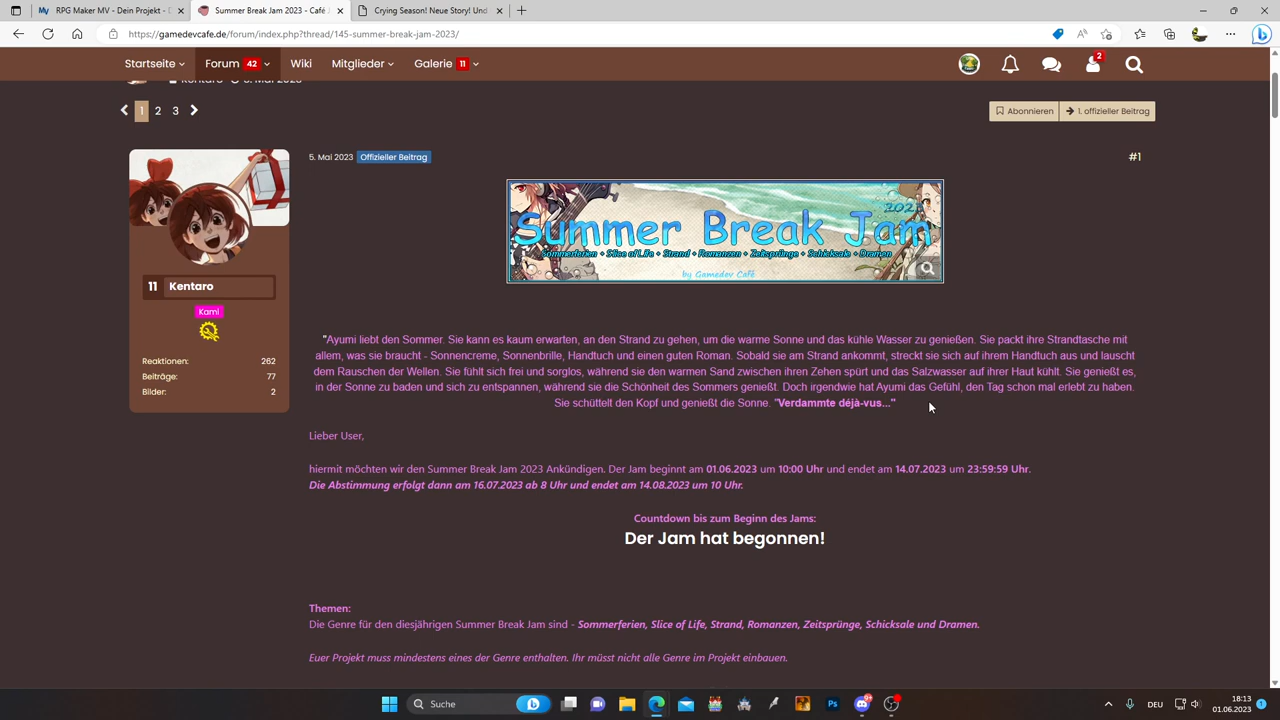 RPG Maker MV - Dein Projekt - D
Summer Break Jam 2023 - Café J
Crying Season! Neue Story! Und
https://gamedevcafe.de/forum/index.php?thread/145-summer-break-jam-2023/
Startseite
Forum
42
Wiki
Mitglieder
Galerie
11
2
Kentaro
5. Mai 2023
1
2
3
Abonnieren
1. offizieller Beitrag
5. Mai 2023
Offizieller Beitrag
#1
2023
Summer Break Jam
Sommerferien • Slice of Life • Strand • Romanzen • Zeitsprünge • Schicksale • Dramen
by Gamedev Café
11
Kentaro
Kami
Reaktionen:
262
Beiträge:
77
Bilder:
2
"Ayumi liebt den Sommer. Sie kann es kaum erwarten, an den Strand zu gehen, um die warme Sonne und das kühle Wasser zu genießen. Sie packt ihre Strandtasche mit
allem, was sie braucht - Sonnencreme, Sonnenbrille, Handtuch und einen guten Roman. Sobald sie am Strand ankommt, streckt sie sich auf ihrem Handtuch aus und lauscht
dem Rauschen der Wellen. Sie fühlt sich frei und sorglos, während sie den warmen Sand zwischen ihren Zehen spürt und das Salzwasser auf ihrer Haut kühlt. Sie genießt es,
in der Sonne zu baden und sich zu entspannen, während sie die Schönheit des Sommers genießt. Doch irgendwie hat Ayumi das Gefühl, den Tag schon mal erlebt zu haben.
Sie schüttelt den Kopf und genießt die Sonne. "Verdammte déjà-vus..."
Lieber User,
hiermit möchten wir den Summer Break Jam 2023 Ankündigen. Der Jam beginnt am 01.06.2023 um 10:00 Uhr und endet am 14.07.2023 um 23:59:59 Uhr.
Die Abstimmung erfolgt dann am 16.07.2023 ab 8 Uhr und endet am 14.08.2023 um 10 Uhr.
Countdown bis zum Beginn des Jams:
Der Jam hat begonnen!
Themen:
Die Genre für den diesjährigen Summer Break Jam sind - Sommerferien, Slice of Life, Strand, Romanzen, Zeitsprünge, Schicksale und Dramen.
Euer Projekt muss mindestens eines der Genre enthalten. Ihr müsst nicht alle Genre im Projekt einbauen.
Suche
DEU
18:13
01.06.2023